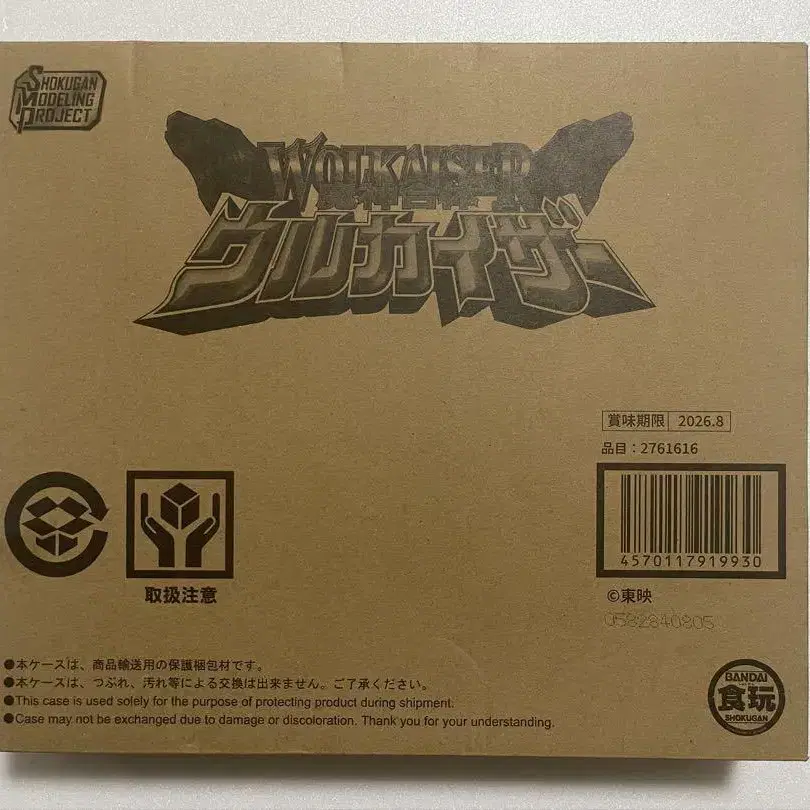 SHOKUGAN
MODELING
PROJECT
WOLKAISER
ウルカイザー
賞味期限 2026.8
品目：2761616
4570117919930
©東映
0582840805
取扱注意
●本ケースは、商品輸送用の保護梱包材です。
●本ケースは、つぶれ、汚れ等による交換は出来ません。ご了承ください。
●This case is used solely for the purpose of protecting product during shipment.
●Case may not be exchanged due to damage or discoloration. Thank you for your understanding.
BANDAI
食玩
SHOKUGAN